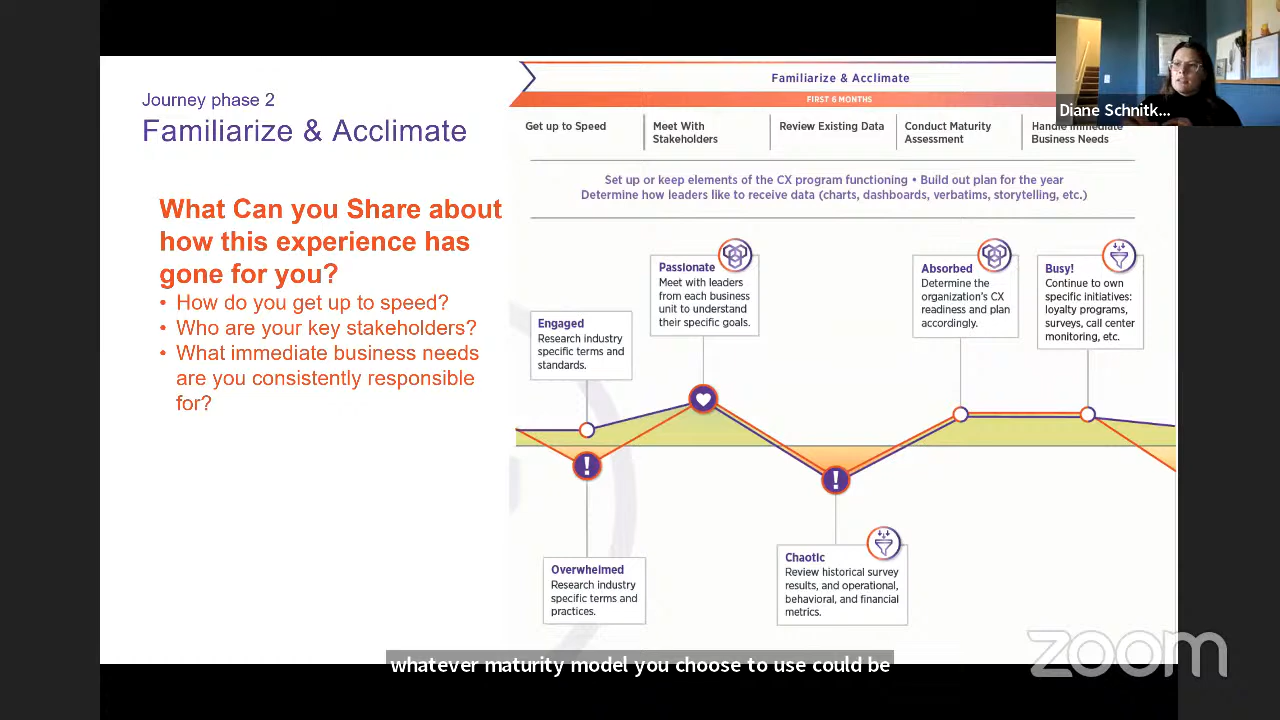 Journey phase 2
Familiarize & Acclimate
What Can you Share about
how this experience has
gone for you?
• How do you get up to speed?
• Who are your key stakeholders?
• What immediate business needs
are you consistently responsible
for?
Familiarize & Acclimate
FIRST 6 MONTHS
Get up to Speed
Meet With
Stakeholders
Review Existing Data
Conduct Maturity
Assessment
Handle Immediate
Business Needs
Set up or keep elements of the CX program functioning • Build out plan for the year
Determine how leaders like to receive data (charts, dashboards, verbatims, storytelling, etc.)
Engaged
Research industry
specific terms and
standards.
Passionate
Meet with leaders
from each business
unit to understand
their specific goals.
Absorbed
Determine the
organization's CX
readiness and plan
accordingly.
Busy!
Continue to own
specific initiatives:
loyalty programs,
surveys, call center
monitoring, etc.
!
!
Overwhelmed
Research industry
specific terms and
practices.
Chaotic
Review historical survey
results, and operational,
behavioral, and financial
metrics.
Diane Schnitk...
zoom
whatever maturity model you choose to use could be